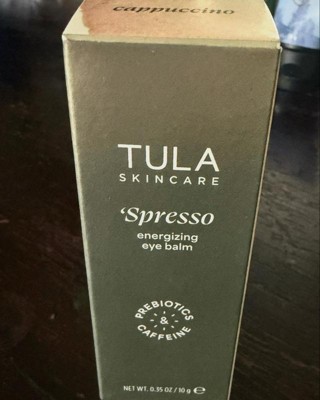 cappuccino
TULA
SKINCARE
'Spresso
energizing
eye balm
PREBIOTICS
&
CAFFEINE
NET WT. 0.35 OZ / 10 g ℮